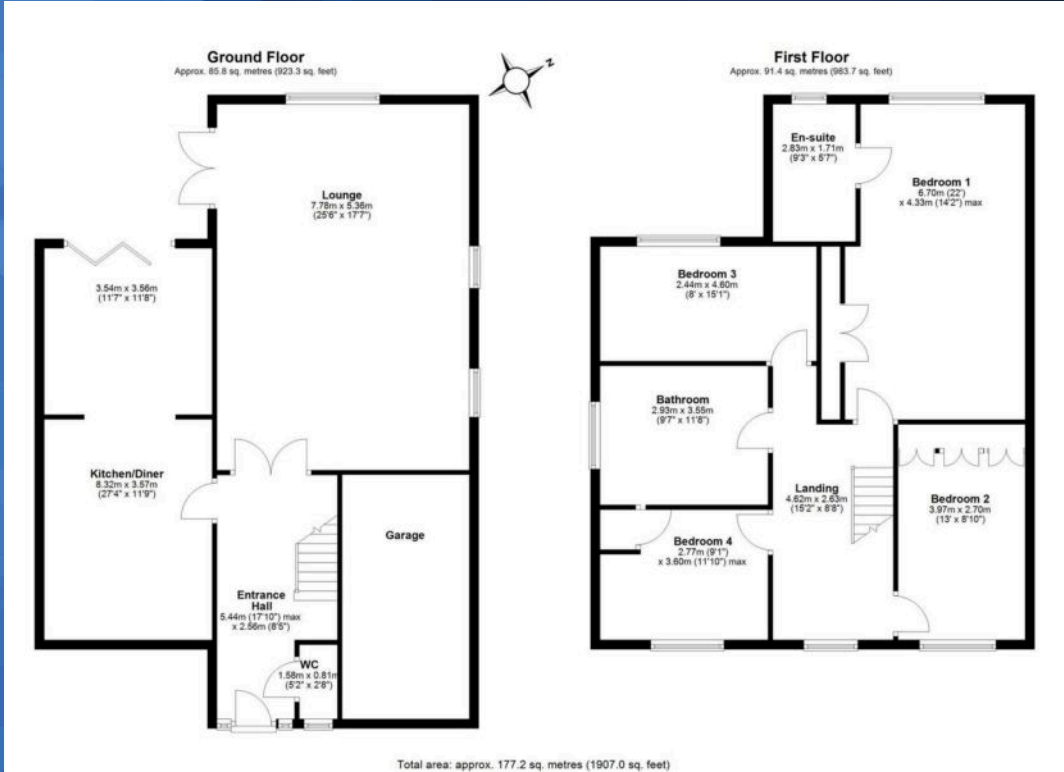 Ground Floor
Approx. 85.8 sq. metres (923.3 sq. feet)
Lounge
7.78m x 5.36m
(25'6" x 17'7")
3.54m x 3.56m
(11'7" x 11'8")
Kitchen/Diner
8.32m x 3.57m
(27'4" x 11'9")
Garage
Entrance
Hall
5.44m (17'10") max
x 2.56m (8'5")
WC
1.58m x 0.81m
(5'2" x 2'8")
N
First Floor
Approx. 91.4 sq. metres (983.7 sq. feet)
En-suite
2.83m x 1.71m
(9'3" x 5'7")
Bedroom 1
6.70m (22')
x 4.33m (14'2") max
Bedroom 3
2.44m x 4.60m
(8' x 15'1")
Bathroom
2.93m x 3.55m
(9'7" x 11'8")
Landing
4.62m x 2.63m
(15'2" x 8'8")
Bedroom 2
3.97m x 2.70m
(13' x 8'10")
Bedroom 4
2.77m (9'1")
x 3.60m (11'10") max
Total area: approx. 177.2 sq. metres (1907.0 sq. feet)